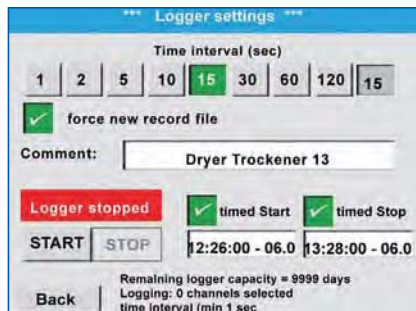 *** Logger settings ***
Time interval (sec)
1 2 5 10 15 30 60 120 15
force new record file
Comment: Dryer Trockener 13
Logger stopped timed Start timed Stop
START STOP 12:26:00 - 06.0 13:28:00 - 06.0
Remaining logger capacity = 9999 days
Back Logging: 0 channels selected
time interval (min 1 sec